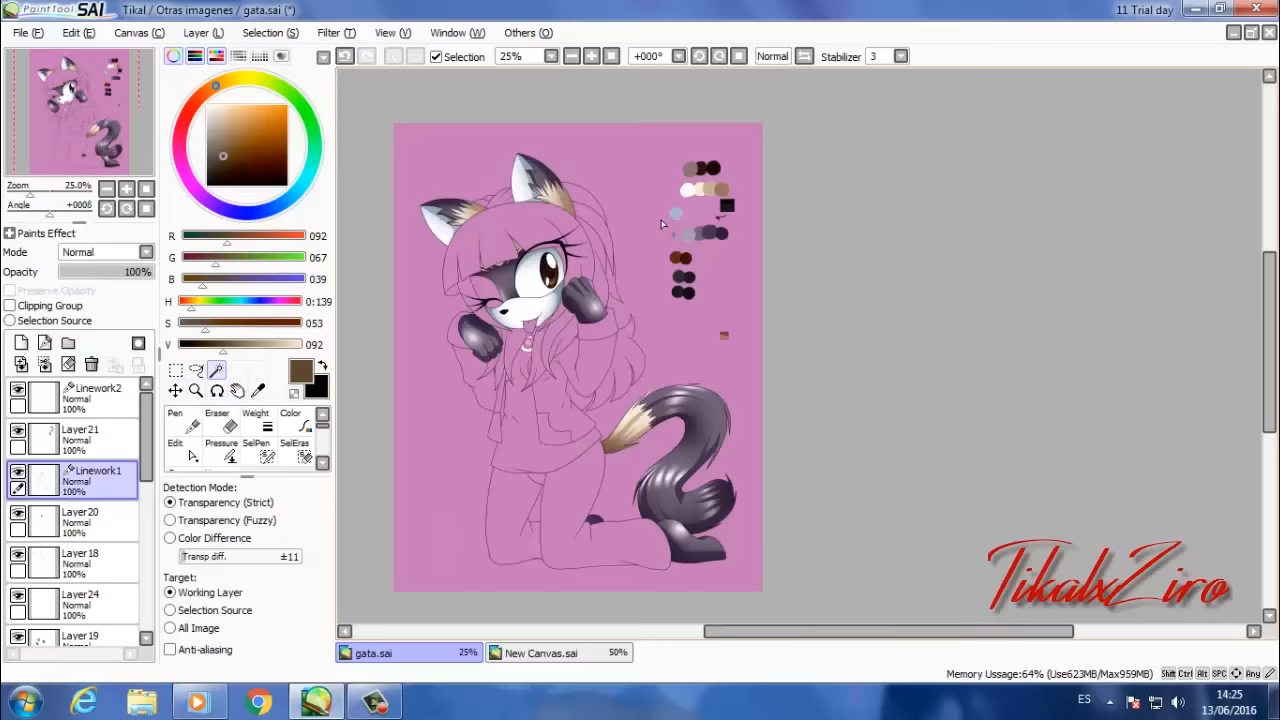 PaintTool SAI Tikal / Otras imagenes / gata.sai (*) 11 Trial day
File (F) Edit (E) Canvas (C) Layer (L) Selection (S) Filter (T) View (V) Window (W) Others (O)
Selection 25% +000° Normal Stabilizer 3
Zoom 25.0%
Angle +000ß
Paints Effect
Mode Normal
Opacity 100%
Preserve Opacity
Clipping Group
Selection Source
Linework2
Normal
100%
Layer21
Normal
100%
Linework1
Normal
100%
Layer20
Normal
100%
Layer18
Normal
100%
Layer24
Normal
100%
Layer19
Normal
R 092
G 067
B 039
H 0:139
S 053
V 092
Pen Eraser Weight Color
Edit Pressure SelPen SelEras
Detection Mode:
Transparency (Strict)
Transparency (Fuzzy)
Color Difference
Transp diff. ±11
Target:
Working Layer
Selection Source
All Image
Anti-aliasing
TikalxZiro
gata.sai 25% New Canvas.sai 50%
Memory Usage:64% (Use623MB/Max959MB) Shift Ctrl Alt SPC Any
ES 14:25
13/06/2016